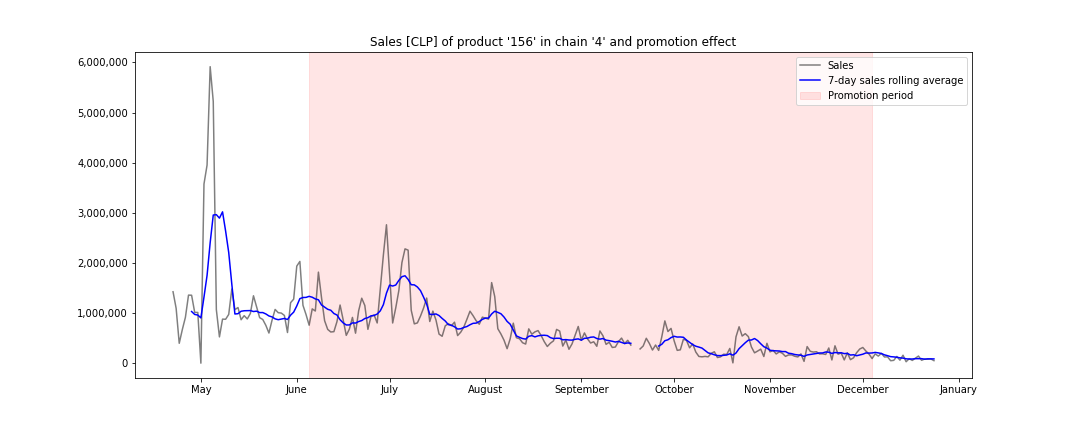 Sales [CLP] of product '156' in chain '4' and promotion effect
6,000,000
5,000,000
4,000,000
3,000,000
2,000,000
1,000,000
0
Sales
7-day sales rolling average
Promotion period
May June July August September October November December January